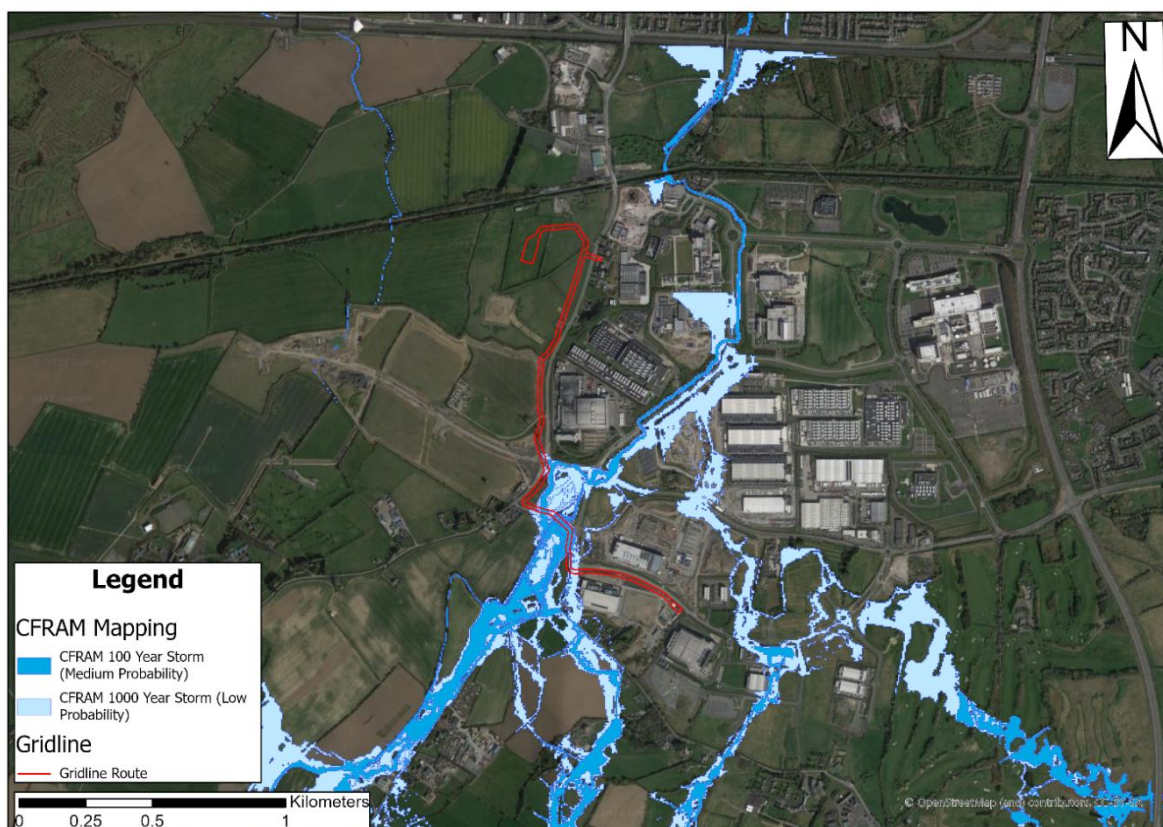 N
Legend
CFRAM Mapping
CFRAM 100 Year Storm
(Medium Probability)
CFRAM 1000 Year Storm (Low
Probability)
Gridline
Gridline Route
Kilometers
0 0.25 0.5 1
© OpenStreetMap (and) contributors, CC-BY-SA